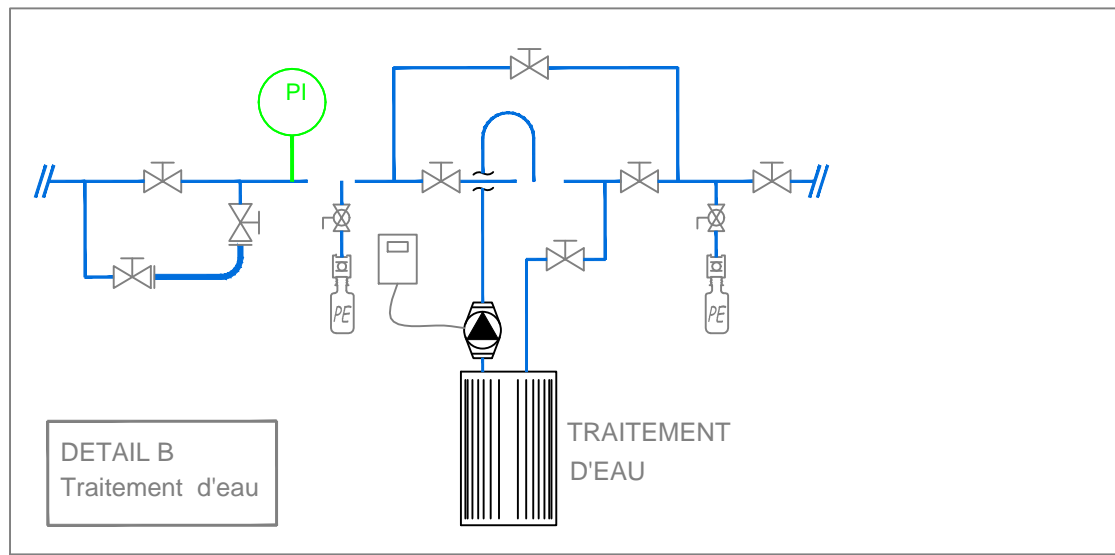 PI
PE
PE
TRAITEMENT
D'EAU
DETAIL B
Traitement d'eau